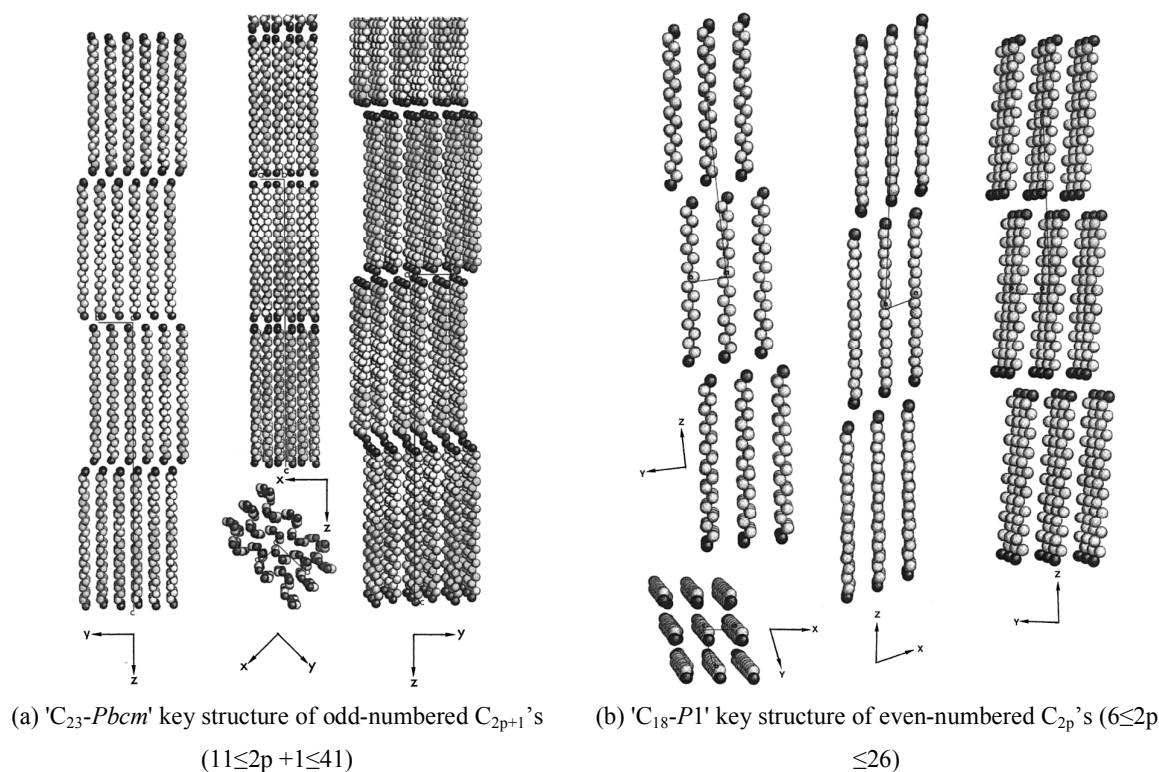 Y
Z
c
X
Z
c
X
Y
y
z
Z
Y
X
Y
Z
X
Z
Y
(a) 'C₂₃-Pbcm' key structure of odd-numbered C₂ₚ₊₁’s
(11≤2p +1≤41)
(b) 'C₁₈-P1' key structure of even-numbered C₂ₚ’s (6≤2p
≤26)